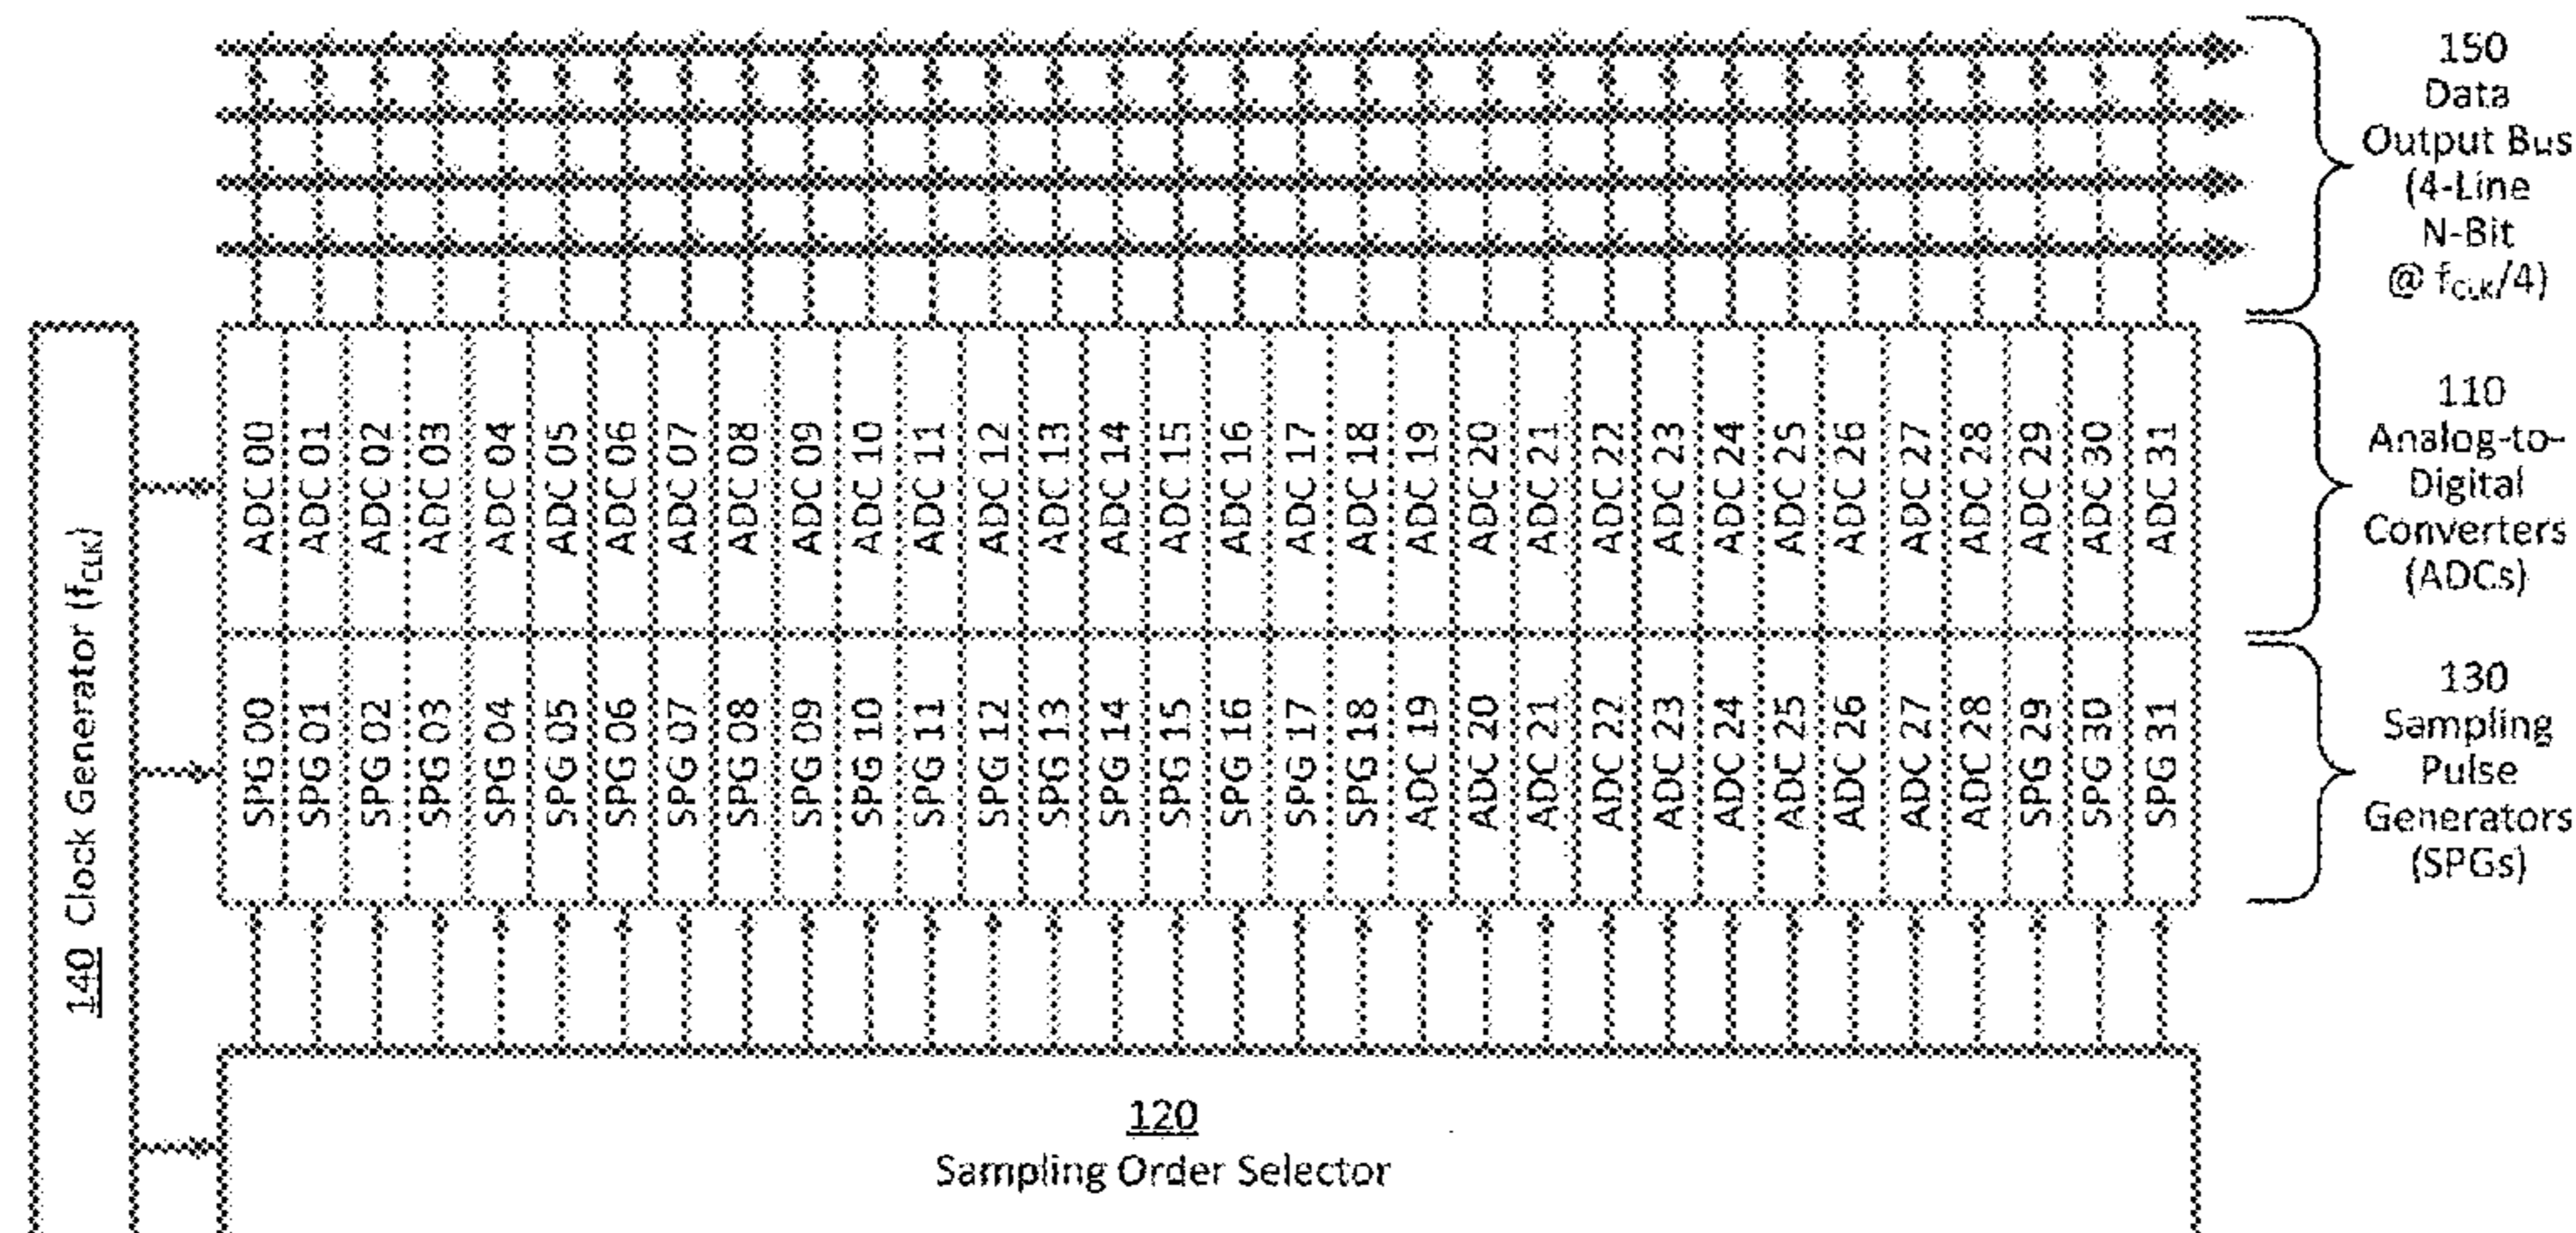 150
Data
Output Bus
(4-Line
N-Bit
@ fCLK/4)
140 Clock Generator (fCLK)
ADC 00
ADC 01
ADC 02
ADC 03
ADC 04
ADC 05
ADC 06
ADC 07
ADC 08
ADC 09
ADC 10
ADC 11
ADC 12
ADC 13
ADC 14
ADC 15
ADC 16
ADC 17
ADC 18
ADC 19
ADC 20
ADC 21
ADC 22
ADC 23
ADC 24
ADC 25
ADC 26
ADC 27
ADC 28
ADC 29
ADC 30
ADC 31
110
Analog-to-
Digital
Converters
(ADCs)
SPG 00
SPG 01
SPG 02
SPG 03
SPG 04
SPG 05
SPG 06
SPG 07
SPG 08
SPG 09
SPG 10
SPG 11
SPG 12
SPG 13
SPG 14
SPG 15
SPG 16
SPG 17
SPG 18
ADC 19
ADC 20
ADC 21
ADC 22
ADC 23
ADC 24
ADC 25
ADC 26
ADC 27
ADC 28
SPG 29
SPG 30
SPG 31
130
Sampling
Pulse
Generators
(SPGs)
120
Sampling Order Selector